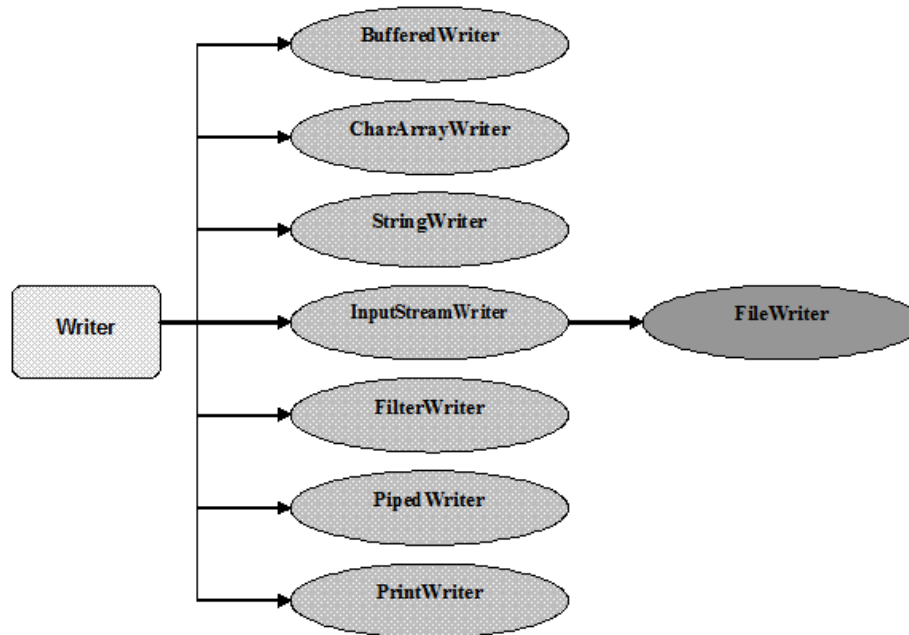 BufferedWriter
CharArrayWriter
StringWriter
Writer
InputStreamWriter
FileWriter
FilterWriter
PipedWriter
PrintWriter